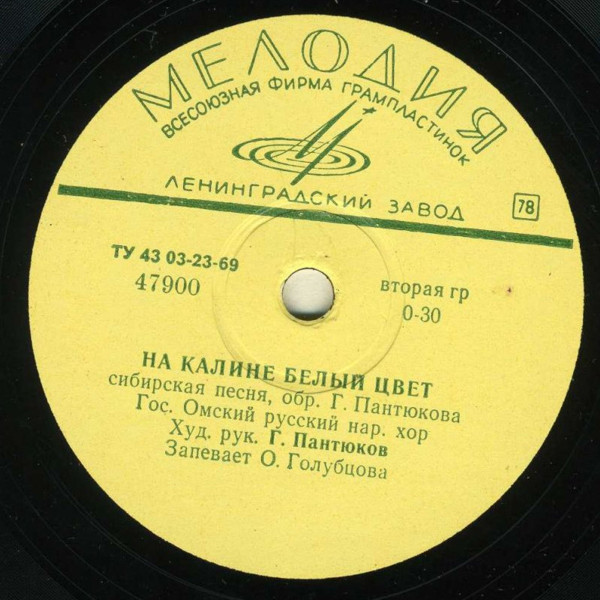 МЕЛОДИЯ
ВСЕСОЮЗНАЯ ФИРМА ГРАМПЛАСТИНОК
ЛЕНИНГРАДСКИЙ ЗАВОД
78
ТУ 43 03-23-69
47900
вторая гр
0-30
НА КАЛИНЕ БЕЛЫЙ ЦВЕТ
сибирская песня, обр. Г. Пантюкова
Гос. Омский русский нар. хор
Худ. рук. Г. Пантюков
Запевает О. Голубцова